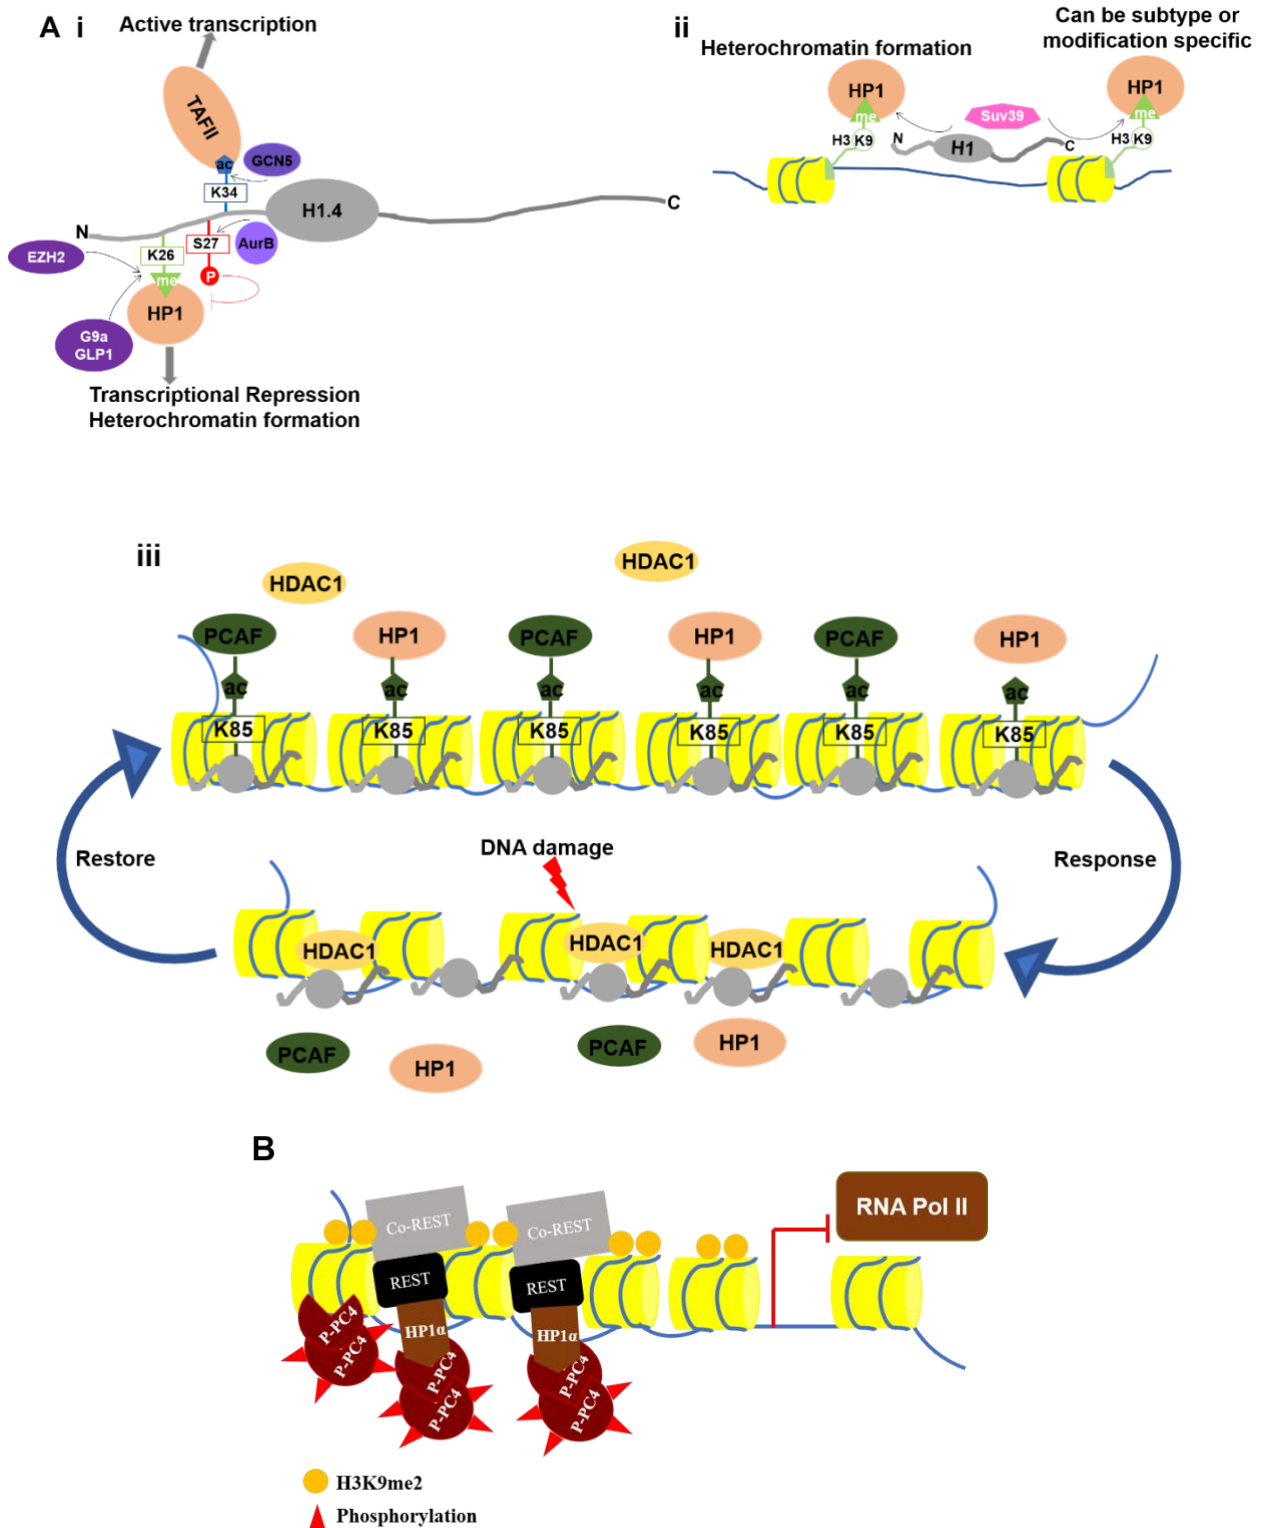 A i
Active transcription
TAFII
ac
GCN5
K34
H1.4
C
N
S27
AurB
K26
EZH2
me
P
HP1
G9a
GLP1
Transcriptional Repression
Heterochromatin formation
ii
Can be subtype or
modification specific
Heterochromatin formation
HP1
HP1
me
Suv39
me
H3 K9
N
H1
C
H3 K9
iii
HDAC1
HDAC1
PCAF
HP1
PCAF
HP1
PCAF
HP1
ac
ac
ac
ac
ac
ac
K85
K85
K85
K85
K85
K85
Restore
DNA damage
Response
HDAC1
HDAC1
HDAC1
PCAF
HP1
PCAF
HP1
B
RNA Pol II
Co-REST
Co-REST
REST
REST
HP1α
HP1α
P-PC4
P-PC4
P-PC4
P-PC4
P-PC4
P-PC4
H3K9me2
Phosphorylation